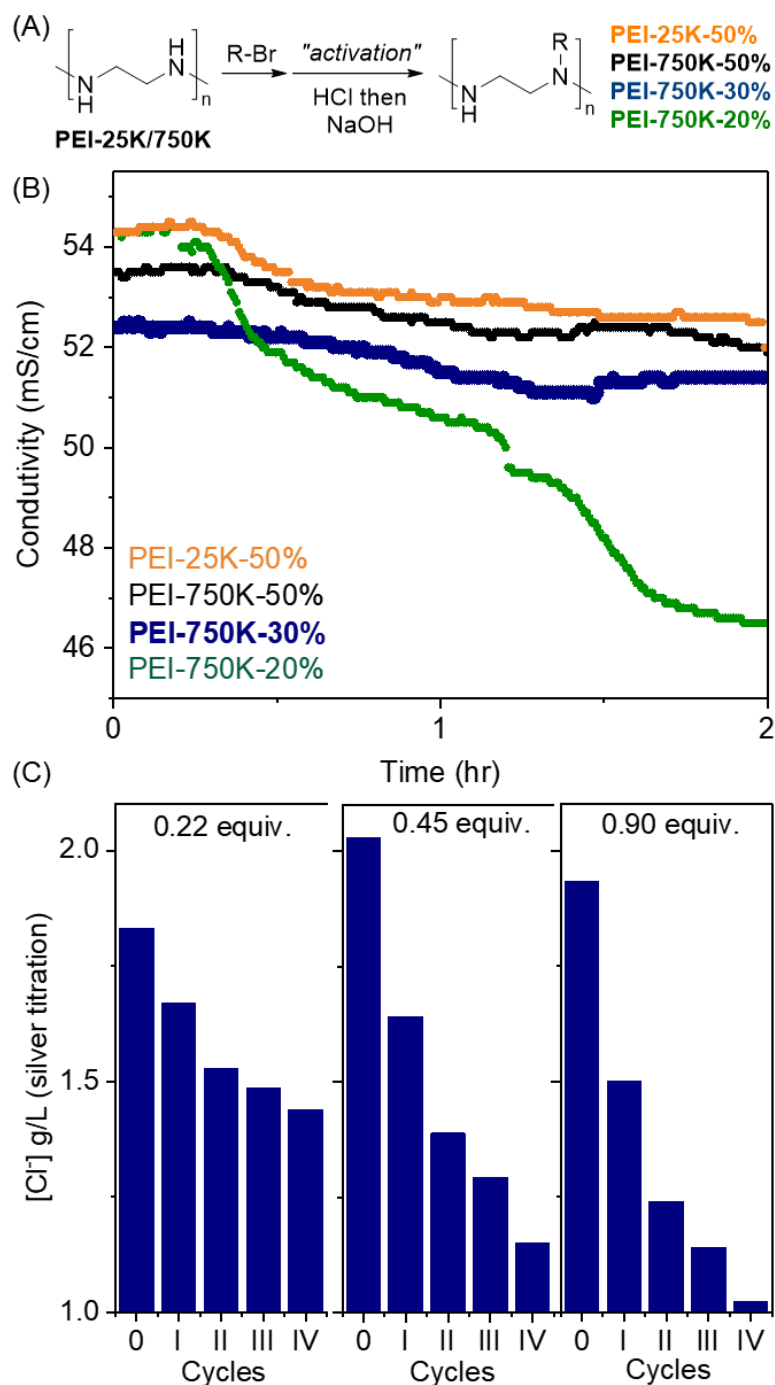 (A)
H
N
N
H
n
PEI-25K/750K
R-Br
"activation"
HCl then
NaOH
R
N
N
H
n
PEI-25K-50%
PEI-750K-50%
PEI-750K-30%
PEI-750K-20%
(B)
Condutivity (mS/cm)
54
52
50
48
46
PEI-25K-50%
PEI-750K-50%
PEI-750K-30%
PEI-750K-20%
0 1 2
Time (hr)
(C)
[Cl-] g/L (silver titration)
2.0
1.5
1.0
0.22 equiv. 0.45 equiv. 0.90 equiv.
0 I II III IV 0 I II III IV 0 I II III IV
Cycles Cycles Cycles